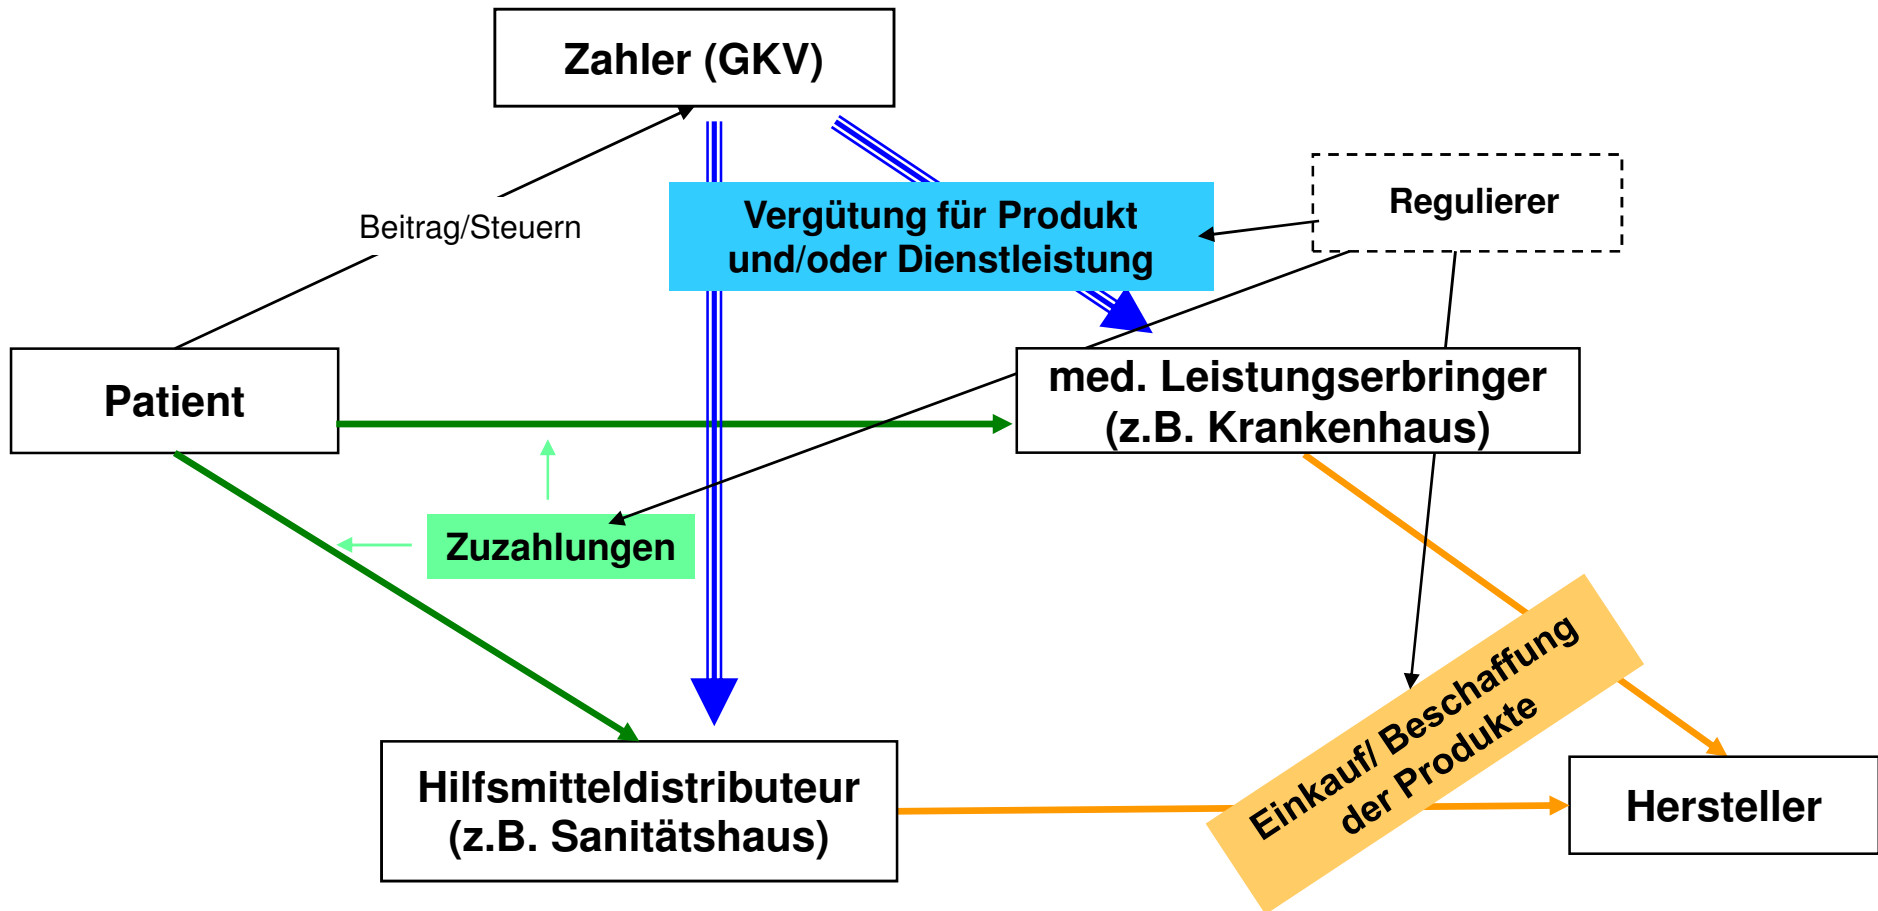 Zahler (GKV)
Regulierer
Vergütung für Produkt
und/oder Dienstleistung
Beitrag/Steuern
Patient
med. Leistungserbringer
(z.B. Krankenhaus)
Zuzahlungen
Einkauf/ Beschaffung
der Produkte
Hilfsmitteldistributeur
(z.B. Sanitätshaus)
Hersteller